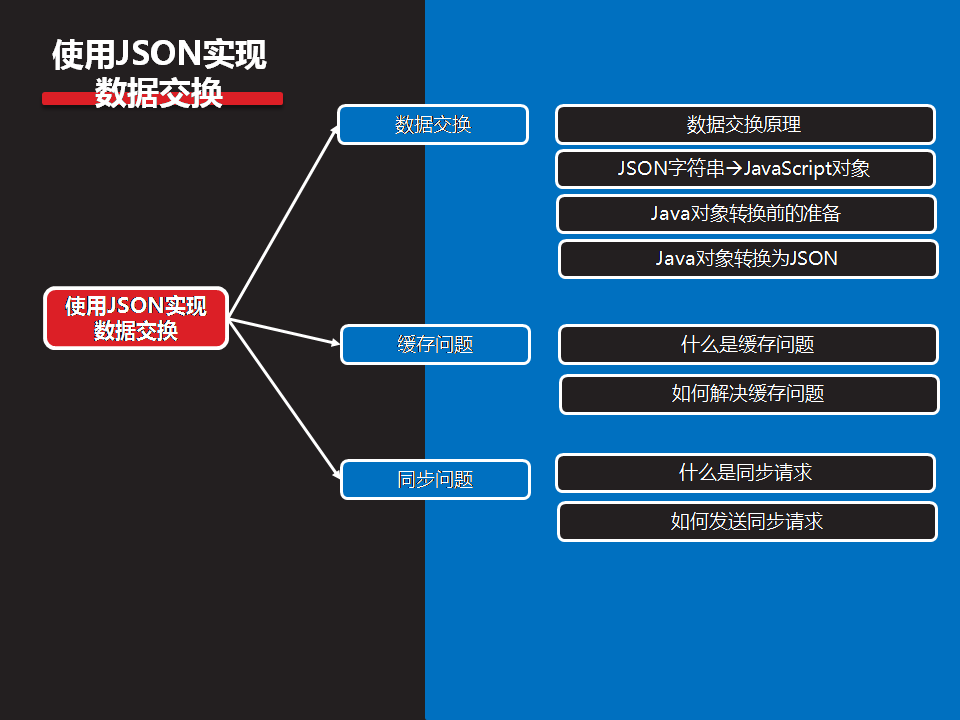 使用JSON实现
数据交换
数据交换
数据交换原理
JSON字符串→JavaScript对象
Java对象转换前的准备
Java对象转换为JSON
使用JSON实现
数据交换
缓存问题
什么是缓存问题
如何解决缓存问题
同步问题
什么是同步请求
如何发送同步请求